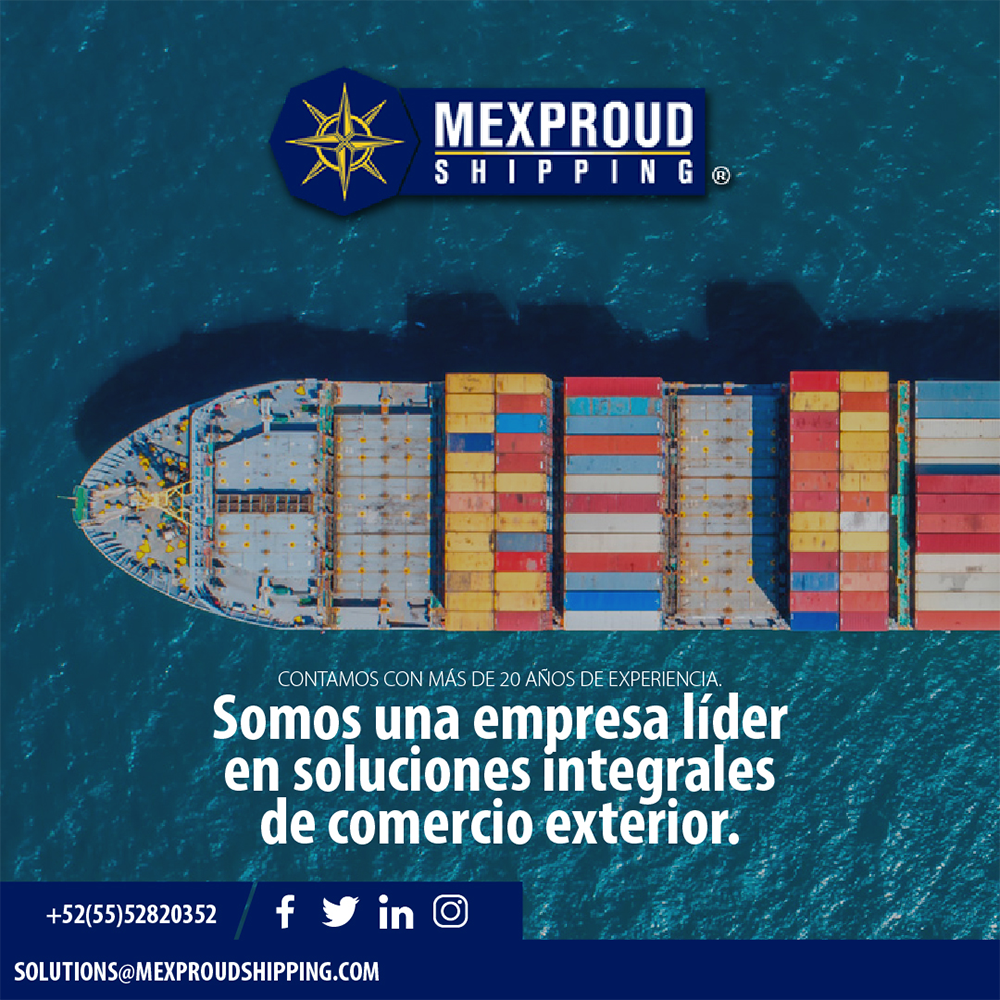 MEXPROUD
SHIPPING ®
CONTAMOS CON MÁS DE 20 AÑOS DE EXPERIENCIA.
Somos una empresa líder
en soluciones integrales
de comercio exterior.
+52(55)52820352
SOLUTIONS@MEXPROUDSHIPPING.COM